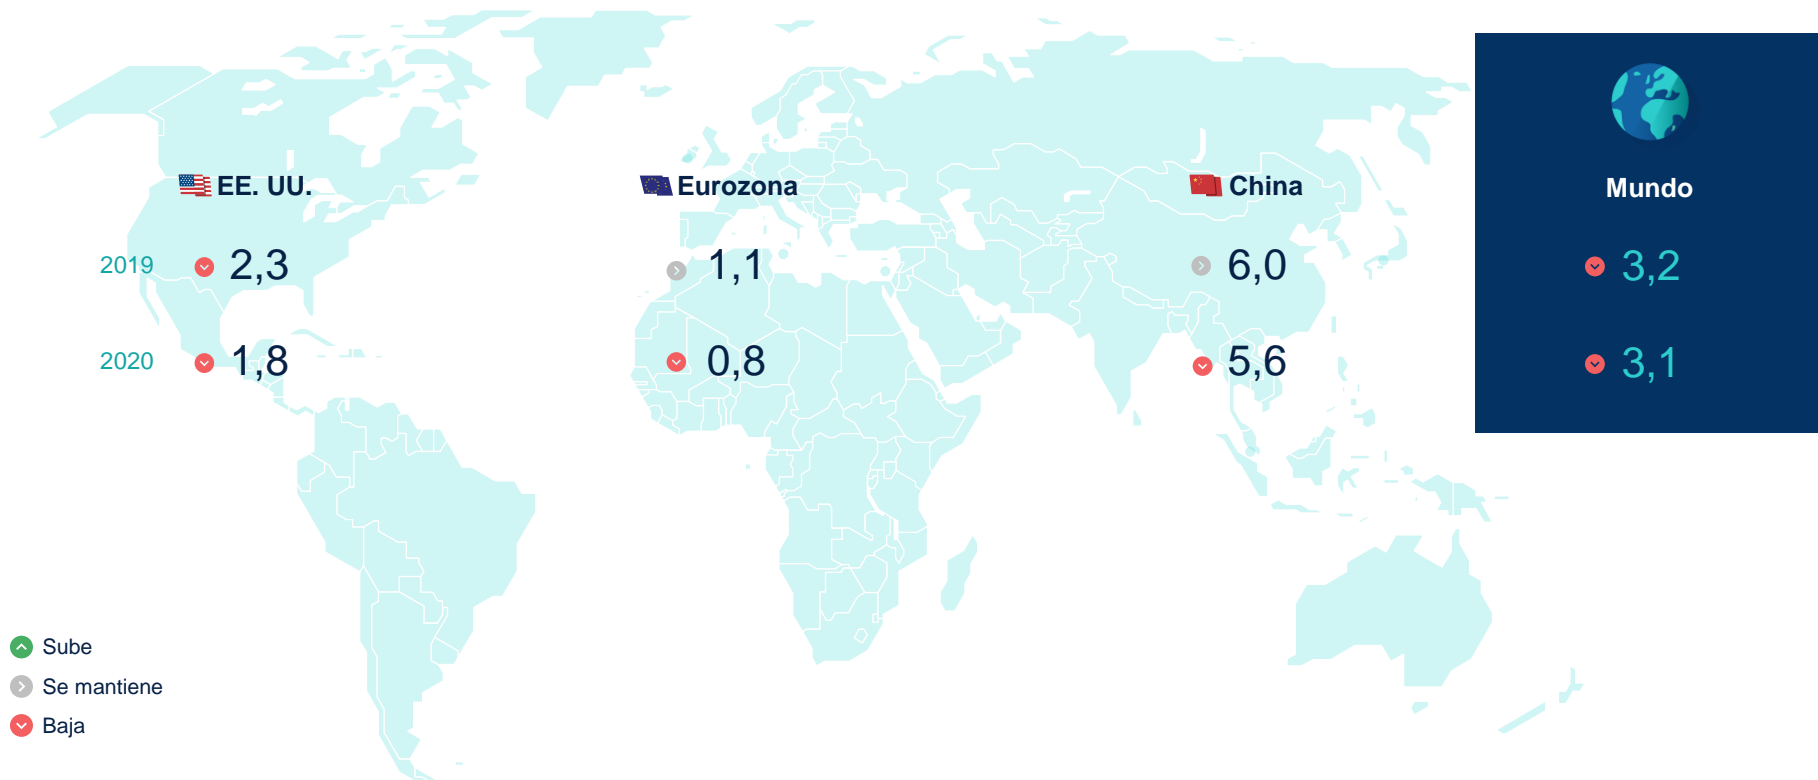 EE. UU.
Eurozona
China
Mundo
2019
2,3
1,1
6,0
3,2
2020
1,8
0,8
5,6
3,1
Sube
Se mantiene
Baja